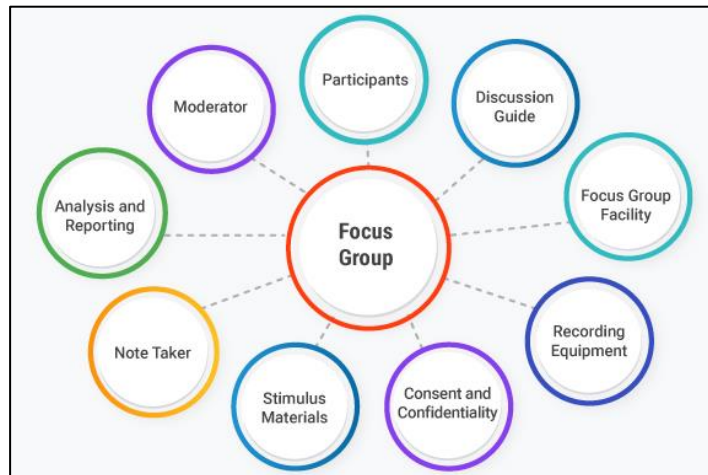 Participants
Moderator
Discussion
Guide
Analysis and
Reporting
Focus Group
Facility
Focus
Group
Note Taker
Recording
Equipment
Stimulus
Materials
Consent and
Confidentiality